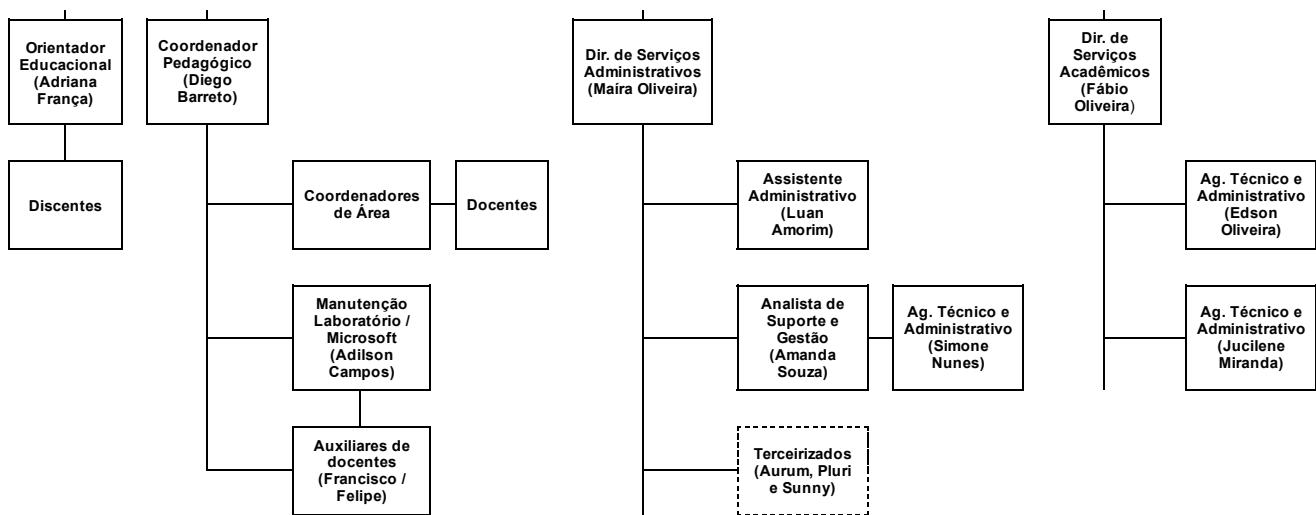 Orientador
Educacional
(Adriana
França)
Coordenador
Pedagógico
(Diego
Barreto)
Dir. de Serviços
Administrativos
(Maíra Oliveira)
Dir. de
Serviços
Acadêmicos
(Fábio
Oliveira)
Discentes
Coordenadores
de Área
Docentes
Assistente
Administrativo
(Luan
Amorim)
Ag. Técnico e
Administrativo
(Edson
Oliveira)
Manutenção
Laboratório /
Microsoft
(Adilson
Campos)
Analista de
Suporte e
Gestão
(Amanda
Souza)
Ag. Técnico e
Administrativo
(Simone
Nunes)
Ag. Técnico e
Administrativo
(Jucilene
Miranda)
Auxiliares de
docentes
(Francisco /
Felipe)
Terceirizados
(Aurum, Pluri
e Sunny)